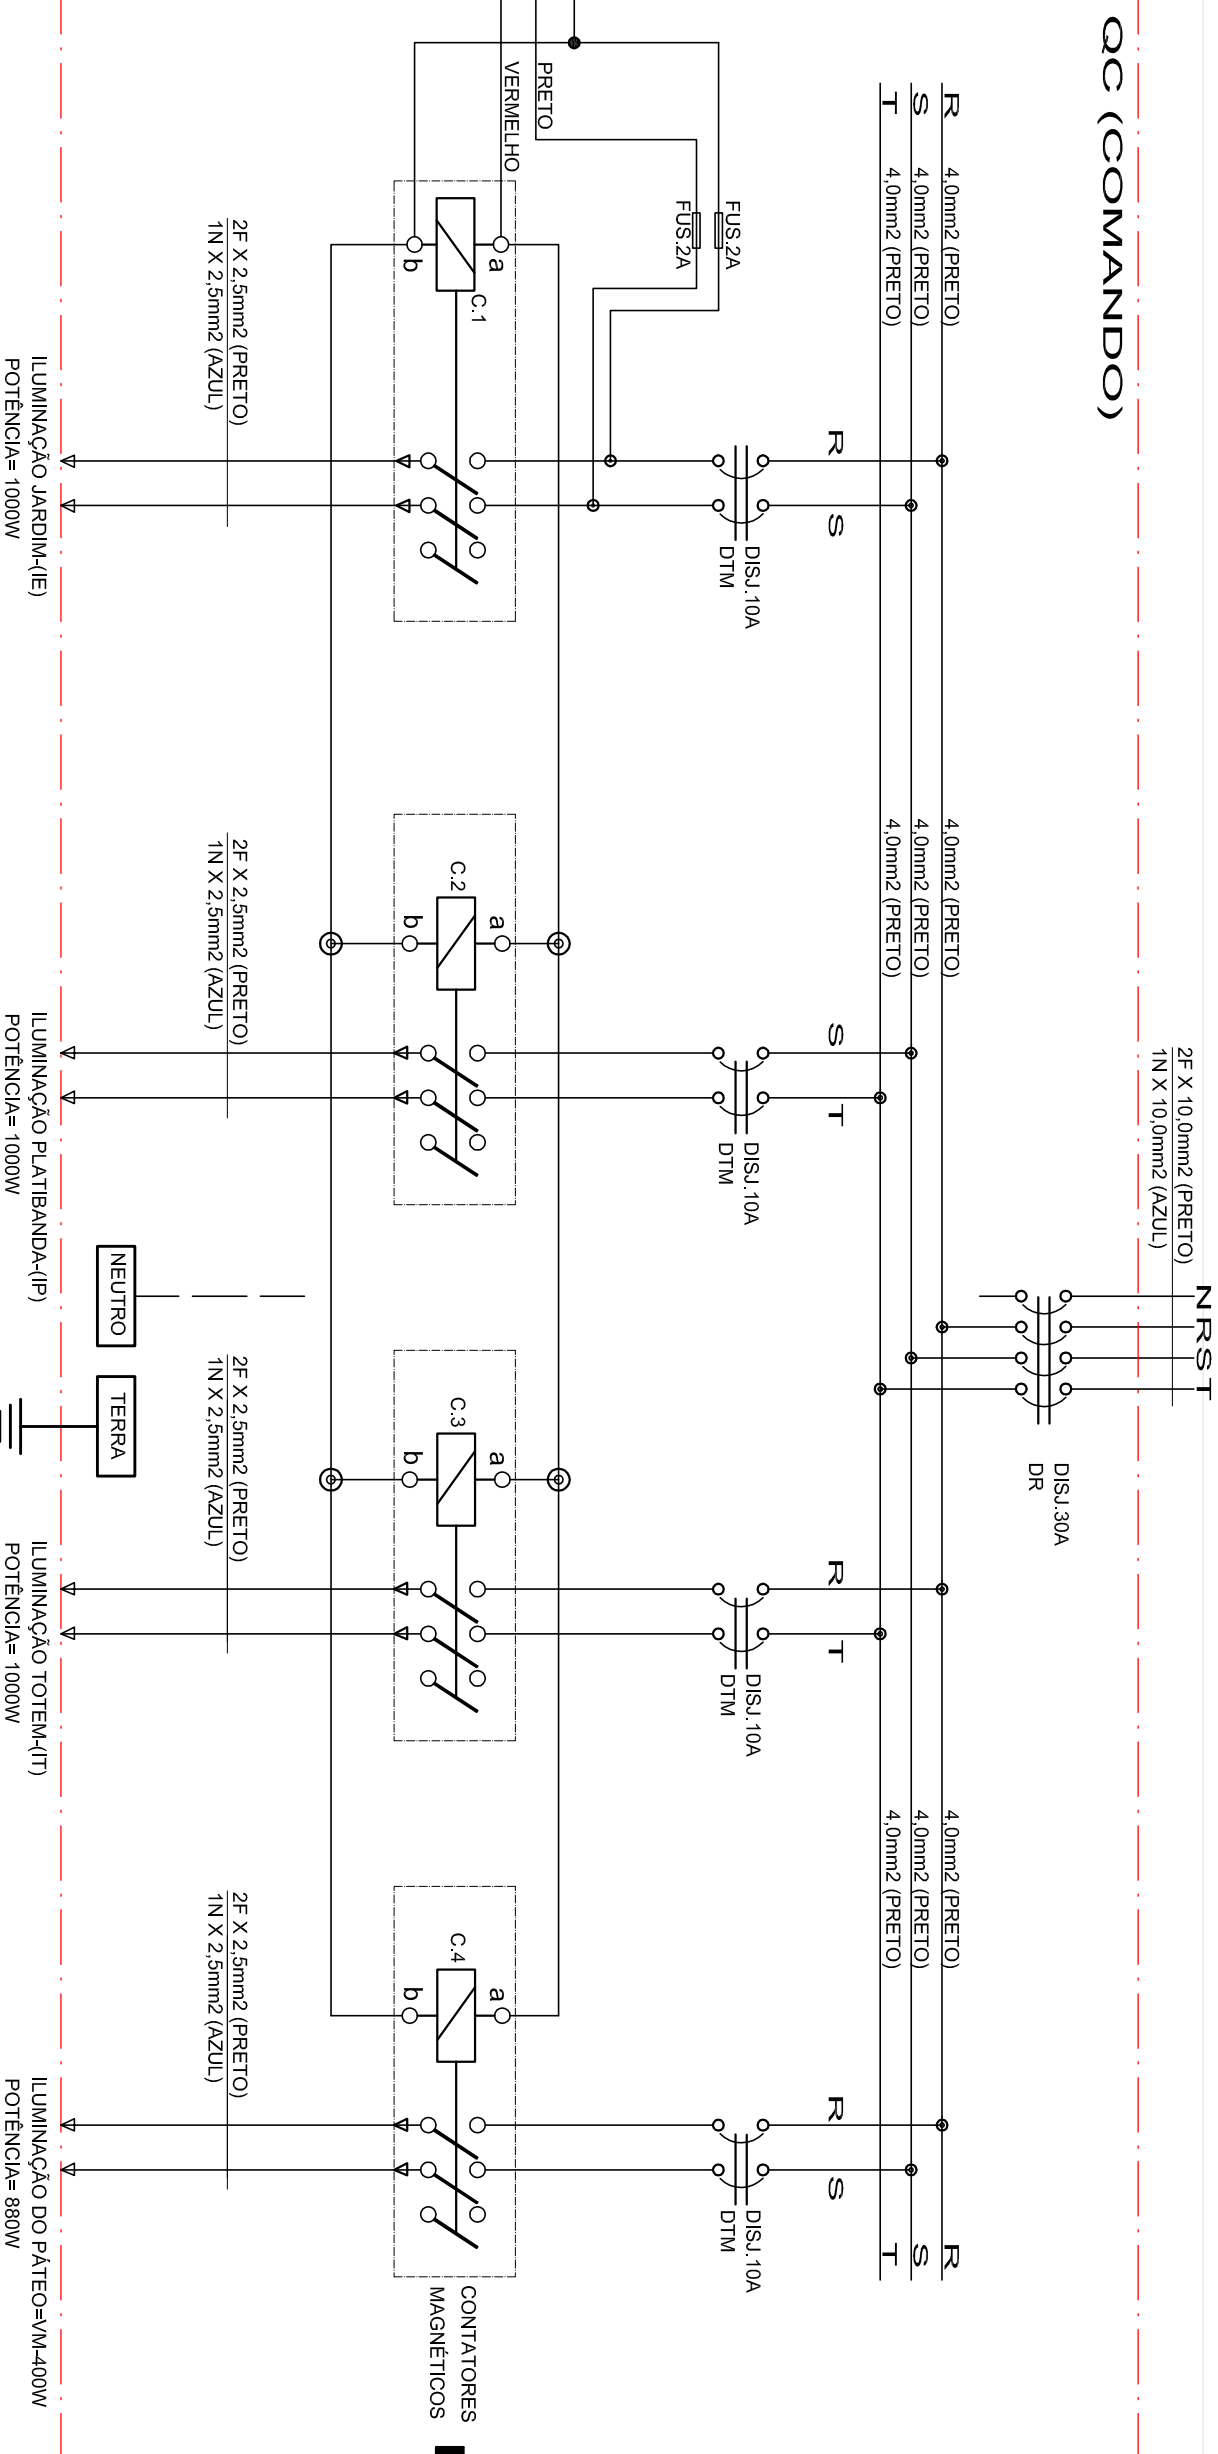 QC (COMANDO)
2F X 10,0mm2 (PRETO)
1N X 10,0mm2 (AZUL)
N R S T
DISJ.30A
DR
R
4,0mm2 (PRETO)
4,0mm2 (PRETO)
4,0mm2 (PRETO)
R
S
4,0mm2 (PRETO)
4,0mm2 (PRETO)
4,0mm2 (PRETO)
S
T
4,0mm2 (PRETO)
4,0mm2 (PRETO)
4,0mm2 (PRETO)
T
R
S
S
T
R
T
R
S
FUS.2A
FUS.2A
DISJ.10A
DTM
DISJ.10A
DTM
DISJ.10A
DTM
DISJ.10A
DTM
PRETO
VERMELHO
a
b
C.1
C.2
a
b
C.3
a
b
C.4
a
b
CONTATORES
MAGNÉTICOS
2F X 2,5mm2 (PRETO)
1N X 2,5mm2 (AZUL)
2F X 2,5mm2 (PRETO)
1N X 2,5mm2 (AZUL)
2F X 2,5mm2 (PRETO)
1N X 2,5mm2 (AZUL)
2F X 2,5mm2 (PRETO)
1N X 2,5mm2 (AZUL)
NEUTRO
TERRA
ILUMINAÇÃO JARDIM-(IE)
POTÊNCIA= 1000W
ILUMINAÇÃO PLATIBANDA-(IP)
POTÊNCIA= 1000W
ILUMINAÇÃO TOTEM-(IT)
POTÊNCIA= 1000W
ILUMINAÇÃO DO PÁTEO=VM-400W
POTÊNCIA= 880W